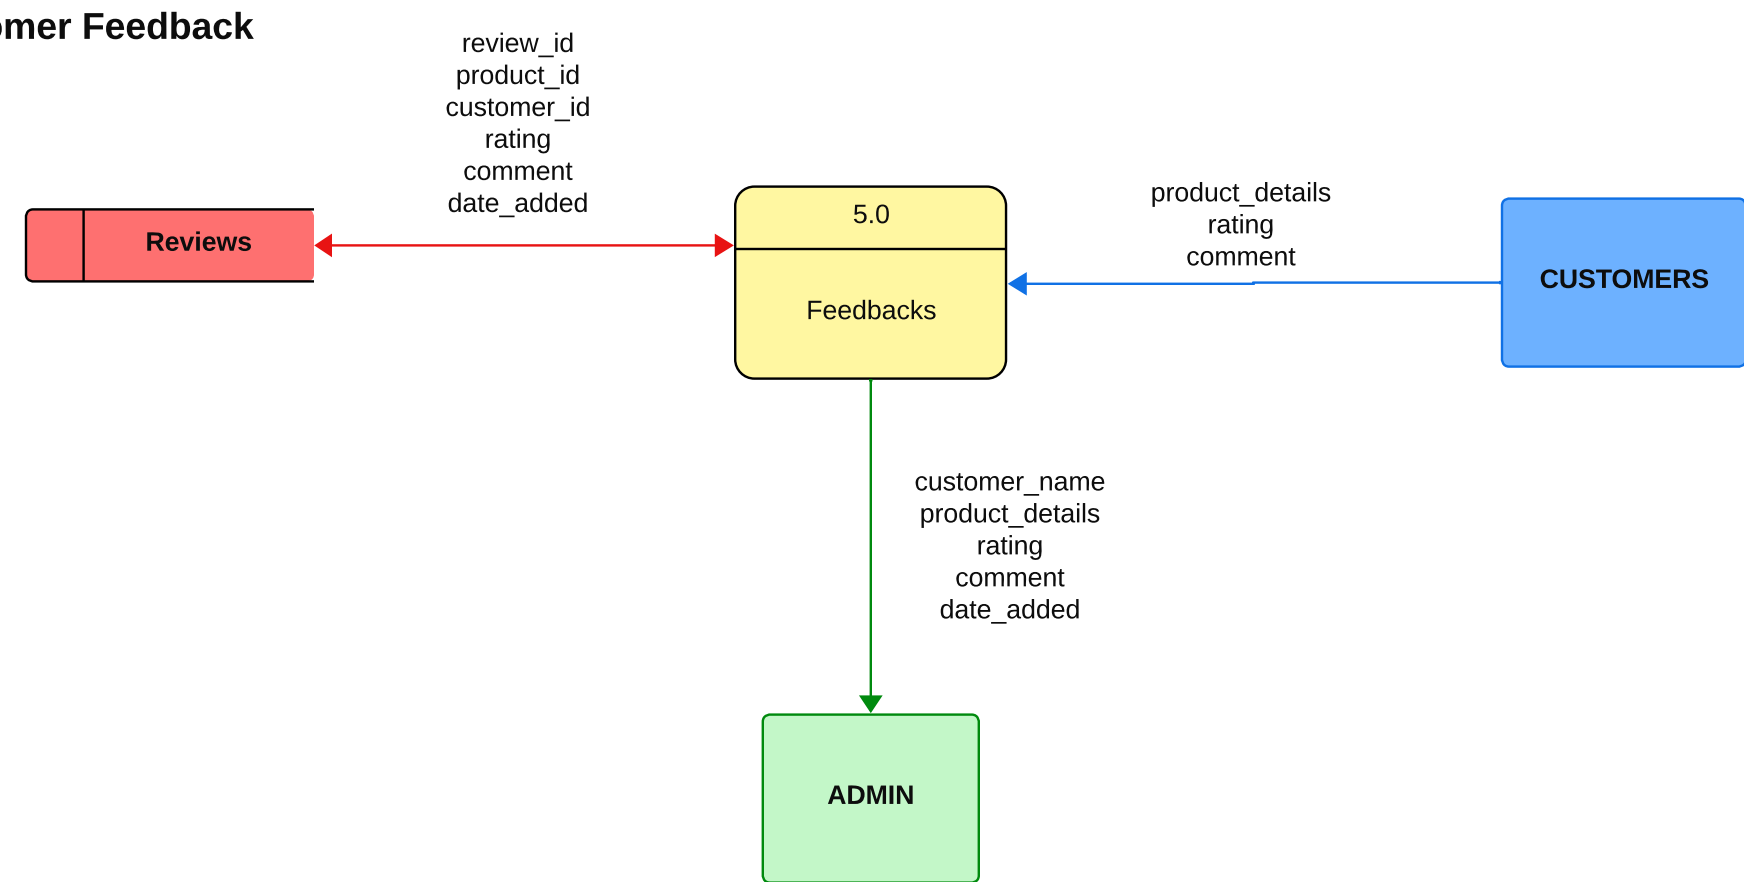 omer Feedback
review_id
product_id
customer_id
rating
comment
date_added
Reviews
5.0
Feedbacks
product_details
rating
comment
CUSTOMERS
customer_name
product_details
rating
comment
date_added
ADMIN